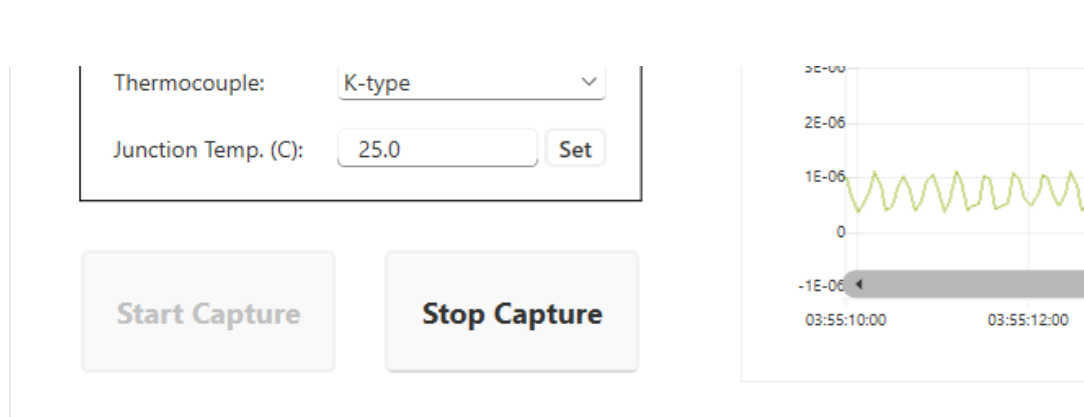 Thermocouple:
K-type
Junction Temp. (C):
25.0
Set
Start Capture
Stop Capture
2E-06
1E-06
0
-1E-06
03:55:10:00
03:55:12:00